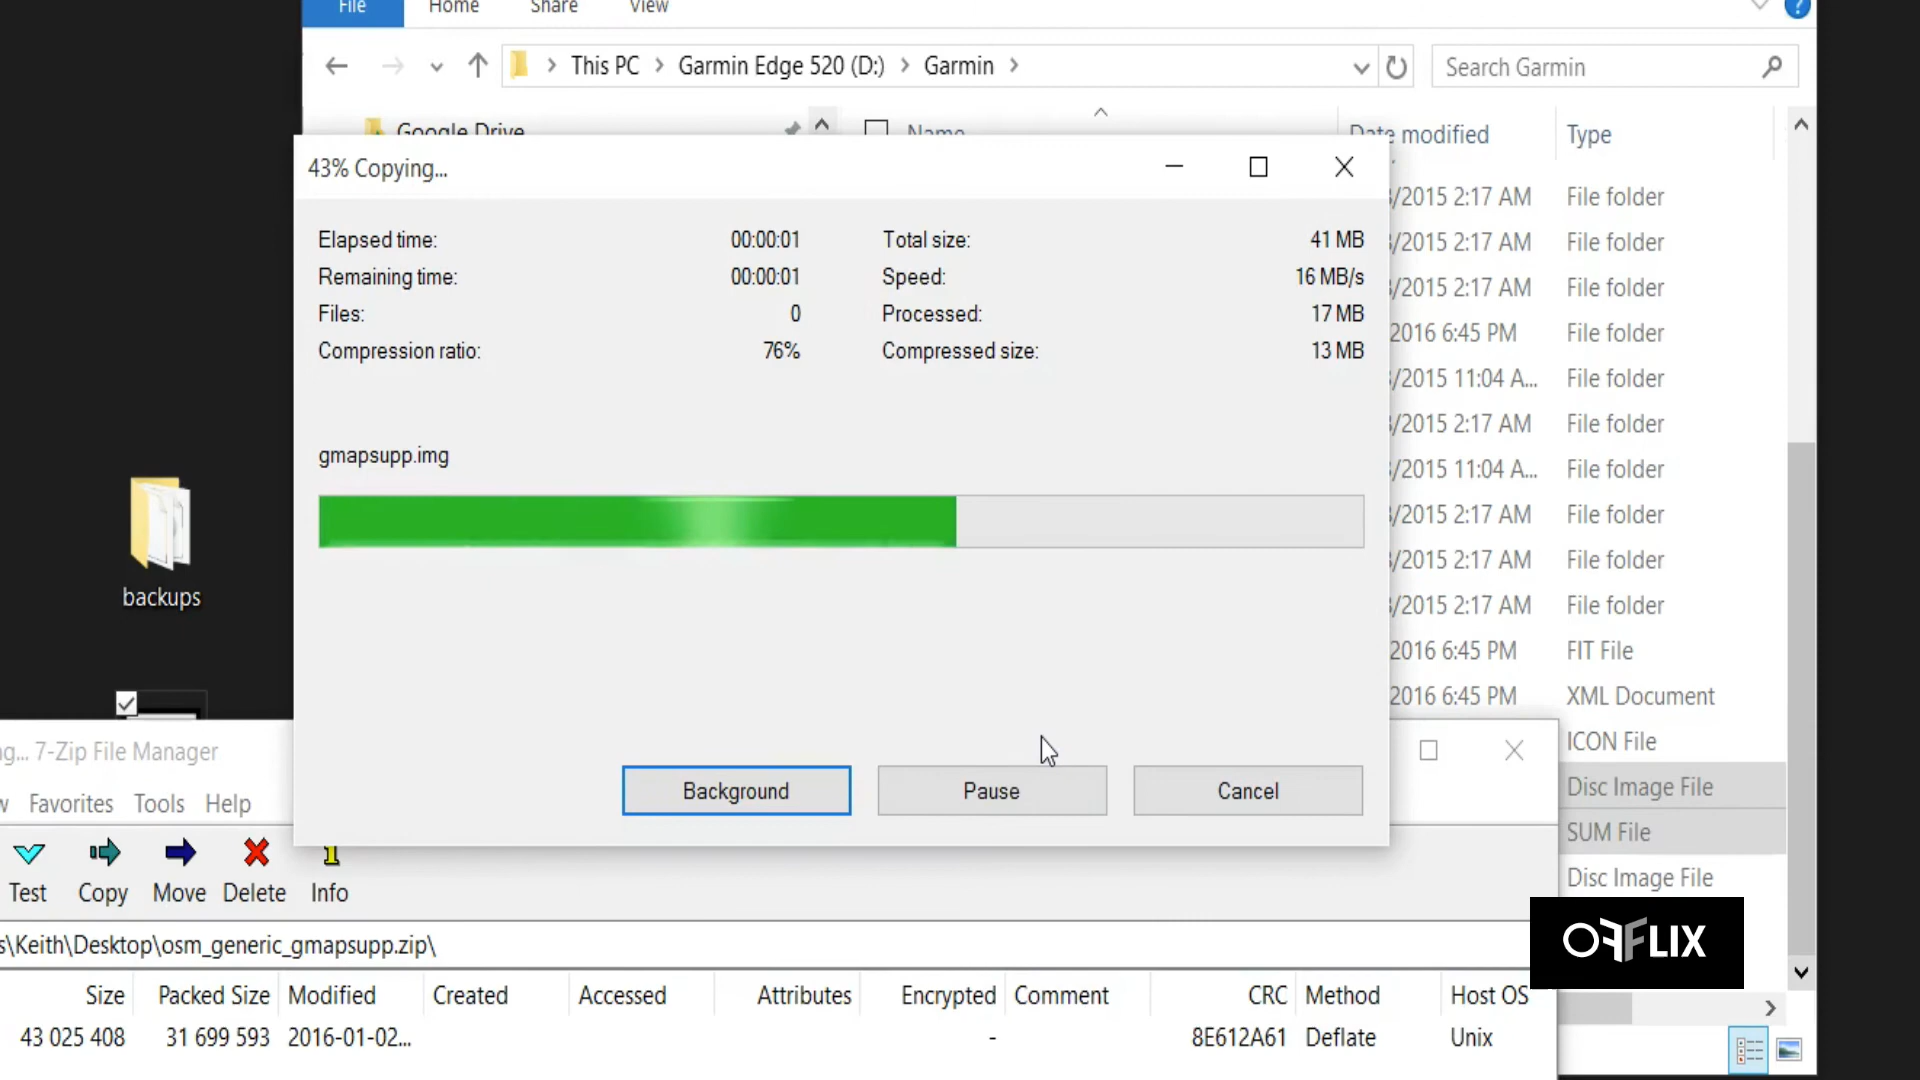 File Home Share View
This PC > Garmin Edge 520 (D:) > Garmin >
Search Garmin
Google Drive
Name
Date modified
Type
43% Copying...
Elapsed time: 00:00:01 Total size: 41 MB
Remaining time: 00:00:01 Speed: 16 MB/s
Files: 0 Processed: 17 MB
Compression ratio: 76% Compressed size: 13 MB
gmapsupp.img
Background Pause Cancel
/2015 2:17 AM File folder
/2015 2:17 AM File folder
/2015 2:17 AM File folder
2016 6:45 PM File folder
/2015 11:04 A... File folder
/2015 2:17 AM File folder
/2015 11:04 A... File folder
/2015 2:17 AM File folder
/2015 2:17 AM File folder
/2015 2:17 AM File folder
2016 6:45 PM FIT File
2016 6:45 PM XML Document
ICON File
Disc Image File
SUM File
Disc Image File
backups
7-Zip File Manager
Favorites Tools Help
Test Copy Move Delete Info
s\Keith\Desktop\osm_generic_gmapsupp.zip\
Size Packed Size Modified Created Accessed Attributes Encrypted Comment CRC Method Host OS
43 025 408 31 699 593 2016-01-02... - 8E612A61 Deflate Unix
OFFLIX